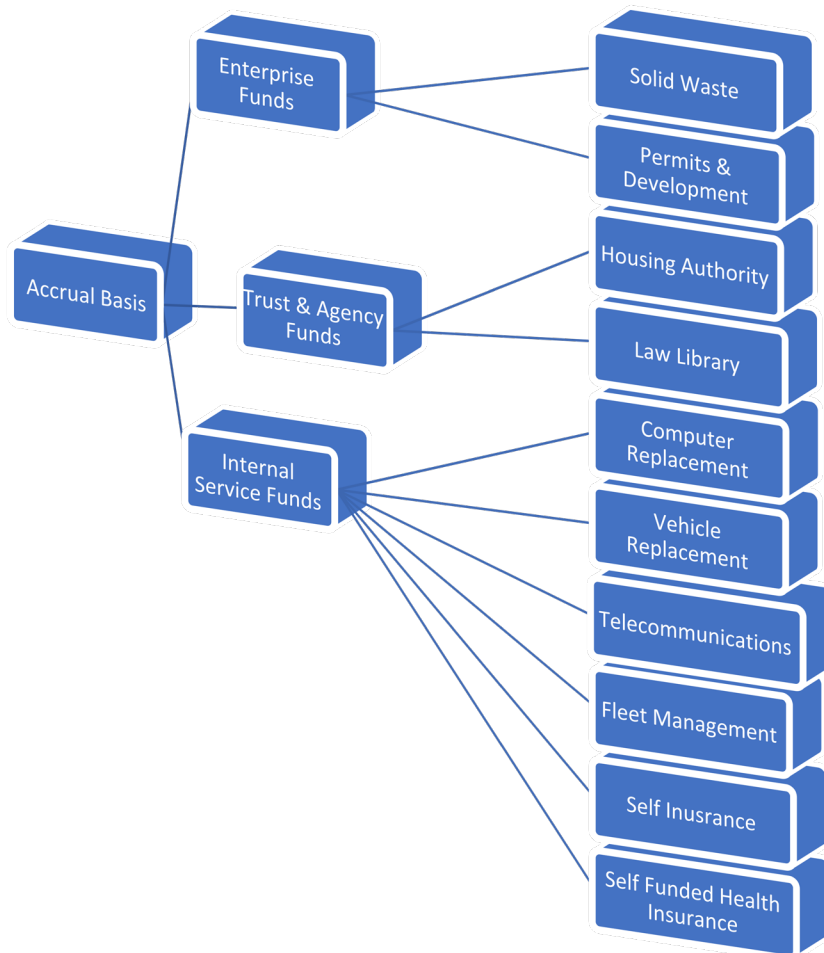 Enterprise
Funds
Solid Waste
Permits &
Development
Accrual Basis
Trust & Agency
Funds
Housing Authority
Law Library
Internal
Service Funds
Computer
Replacement
Vehicle
Replacement
Telecommunications
Fleet Management
Self Inusrance
Self Funded Health
Insurance